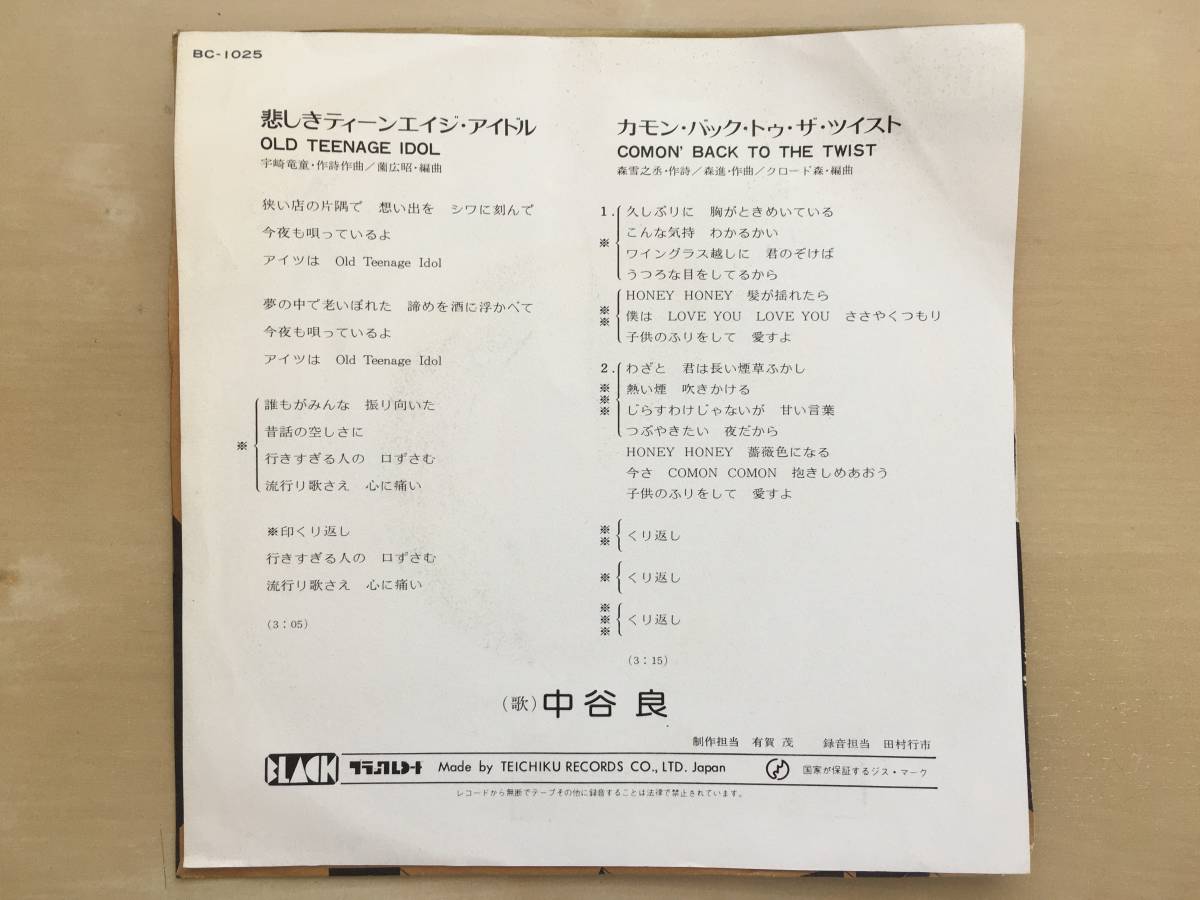 BC-1025
悲しきティーンエイジ・アイドル
OLD TEENAGE IDOL
宇崎竜童・作詩作曲／蘭広昭・編曲
狭い店の片隅で 想い出を シワに刻んで
今夜も唄っているよ
アイツは Old Teenage Idol
夢の中で老いぼれた 諦めを酒に浮かべて
今夜も唄っているよ
アイツは Old Teenage Idol
※
誰もがみんな 振り向いた
昔話の空しさに
行きすぎる人の 口ずさむ
流行り歌さえ 心に痛い
※印くり返し
行きすぎる人の 口ずさむ
流行り歌さえ 心に痛い
(3：05)
カモン・バック・トゥ・ザ・ツイスト
COMON' BACK TO THE TWIST
森雪之丞・作詩／森進・作曲／クロード森・編曲
1.
※
久しぶりに 胸がときめいている
こんな気持 わかるかい
ワイングラス越しに 君のぞけば
うつろな目をしてるから
※※
HONEY HONEY 髪が揺れたら
僕は LOVE YOU LOVE YOU ささやくつもり
子供のふりをして 愛すよ
2.
※※※
わざと 君は長い煙草ふかし
熱い煙 吹きかける
じらすわけじゃないが 甘い言葉
つぶやきたい 夜だから
HONEY HONEY 薔薇色になる
今さ COMON COMON 抱きしめあおう
子供のふりをして 愛すよ
※※ くり返し
※ くり返し
※※※ くり返し
(3：15)
（歌）中谷 良
制作担当 有賀 茂 録音担当 田村行市
BLACK ブラックレコード Made by TEICHIKU RECORDS CO., LTD. Japan 国家が保証するジス・マーク
レコードから無断でテープその他に録音することは法律で禁止されています。